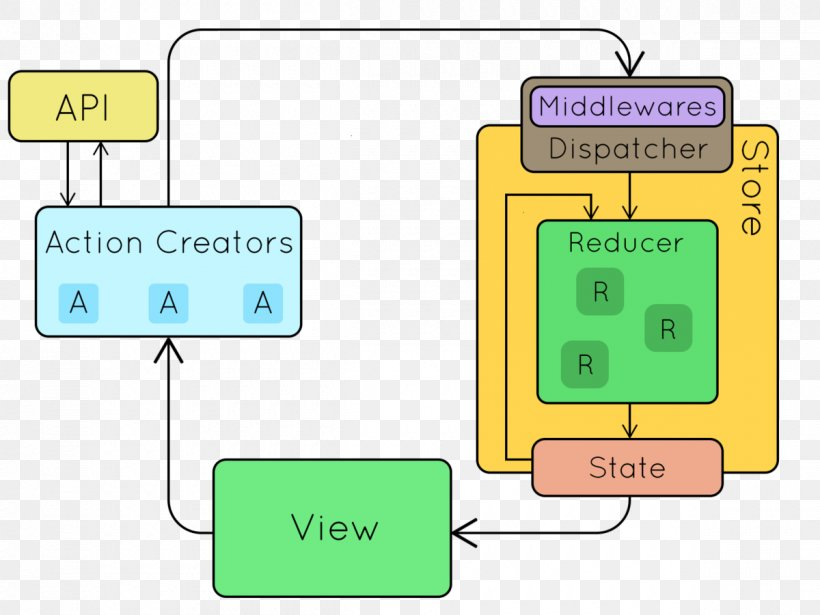 API
Middlewares
Dispatcher
Store
Action Creators
A A A
Reducer
R
R
R
State
View